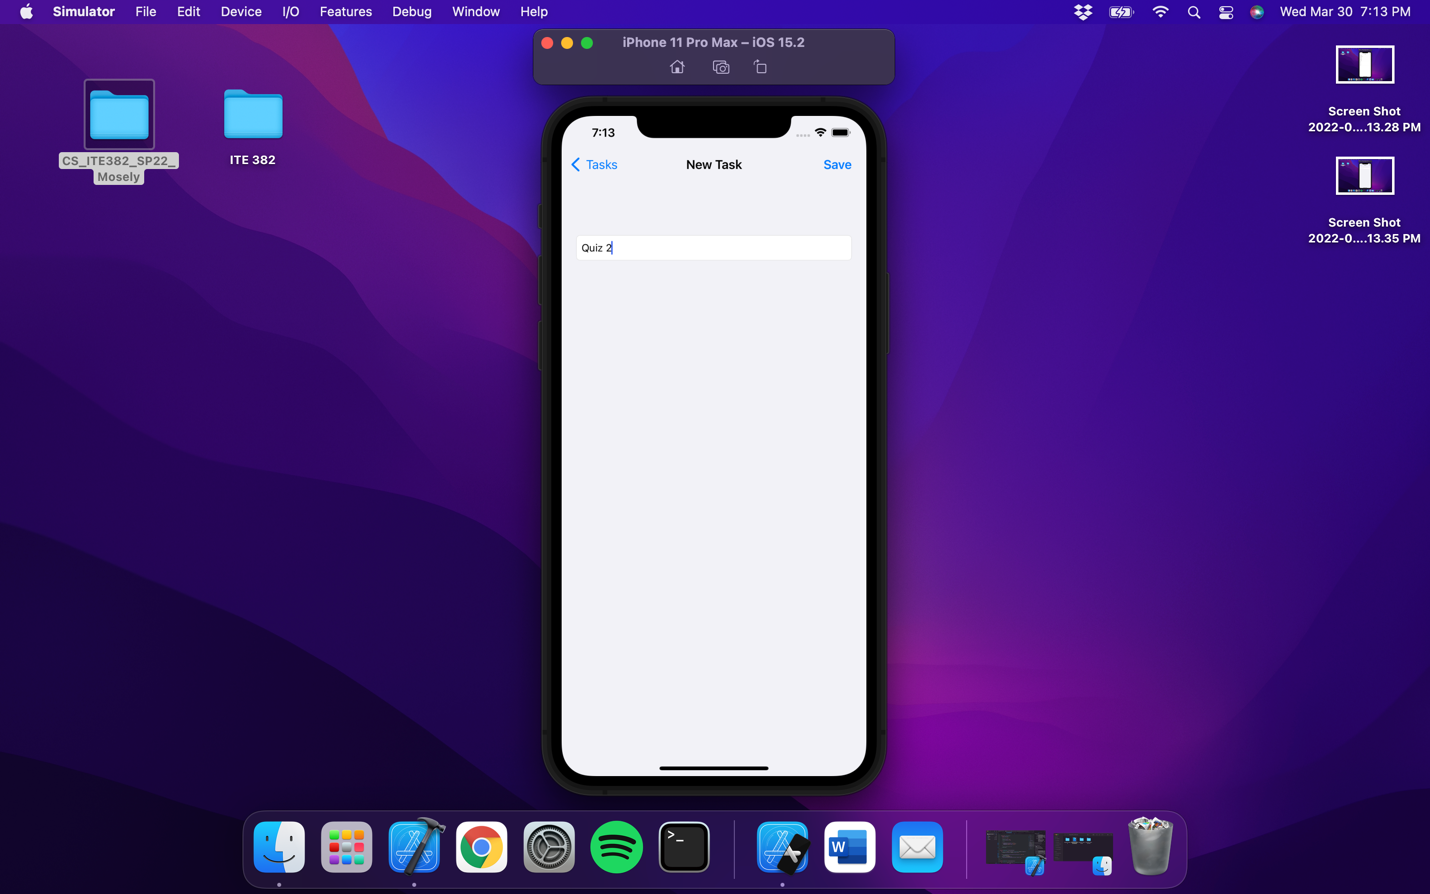 Simulator File Edit Device I/O Features Debug Window Help Wed Mar 30 7:13 PM
iPhone 11 Pro Max – iOS 15.2
CS_ITE382_SP22_
Mosely
ITE 382
Screen Shot
2022-0....13.28 PM
Screen Shot
2022-0....13.35 PM
7:13
Tasks New Task Save
Quiz 2
>_
W